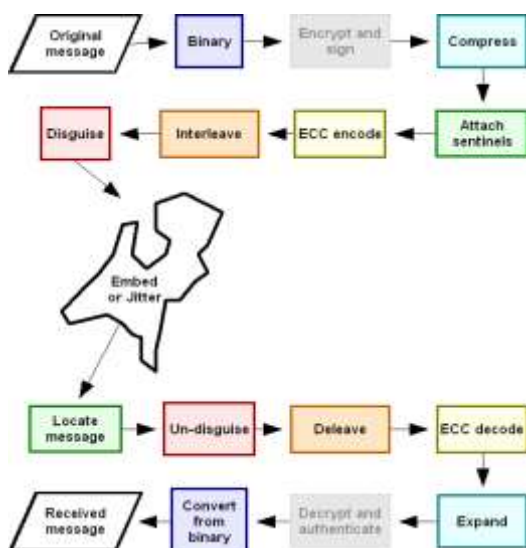 Original
message
Binary
Encrypt and
sign
Compress
Disguise
Interleave
ECC encode
Attach
sentinels
Embed
or Jitter
Locate
message
Un-disguise
Deleave
ECC decode
Received
message
Convert
from
binary
Decrypt and
authenticate
Expand